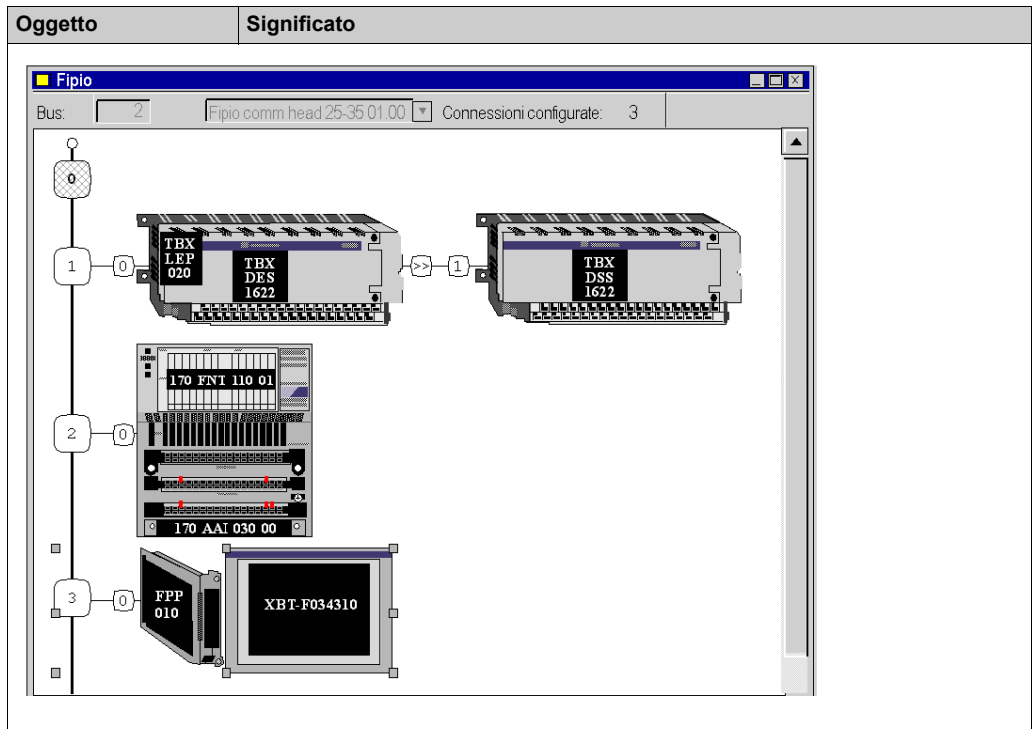 Oggetto Significato
Fipio
Bus: 2 Fipio comm head 25-35 01.00 Connessioni configurate: 3
0
1 0 TBX LEP 020 TBX DES 1622 >> 1 TBX DSS 1622
170 FNT 110 01
2 0
170 AAI 030 00
3 0 FPP 010 XBT-F034310